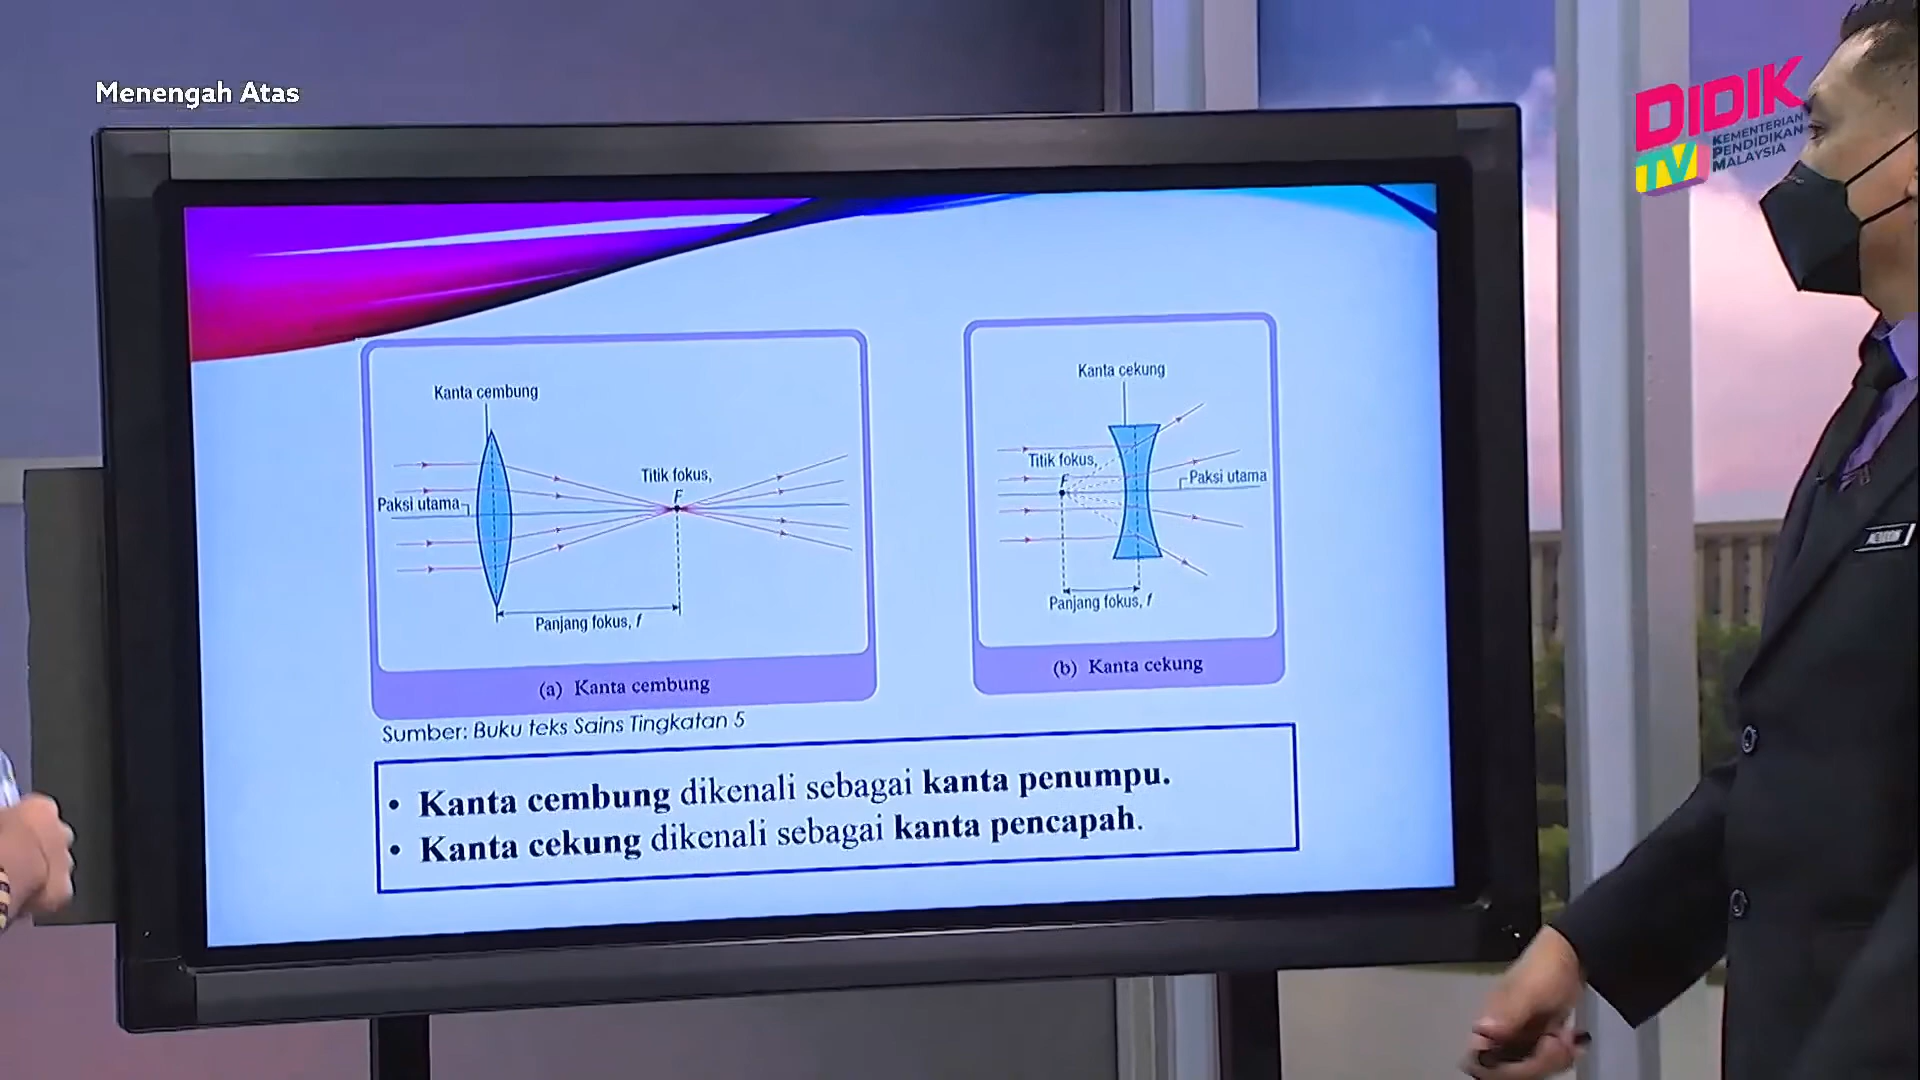 Menengah Atas
DIDIK
TV
KEMENTERIAN
PENDIDIKAN
MALAYSIA
Kanta cembung
Paksi utama
Titik fokus,
F
Panjang fokus, f
(a) Kanta cembung
Kanta cekung
Titik fokus,
F
Paksi utama
Panjang fokus, f
(b) Kanta cekung
Sumber: Buku teks Sains Tingkatan 5
• Kanta cembung dikenali sebagai kanta penumpu.
• Kanta cekung dikenali sebagai kanta pencapah.